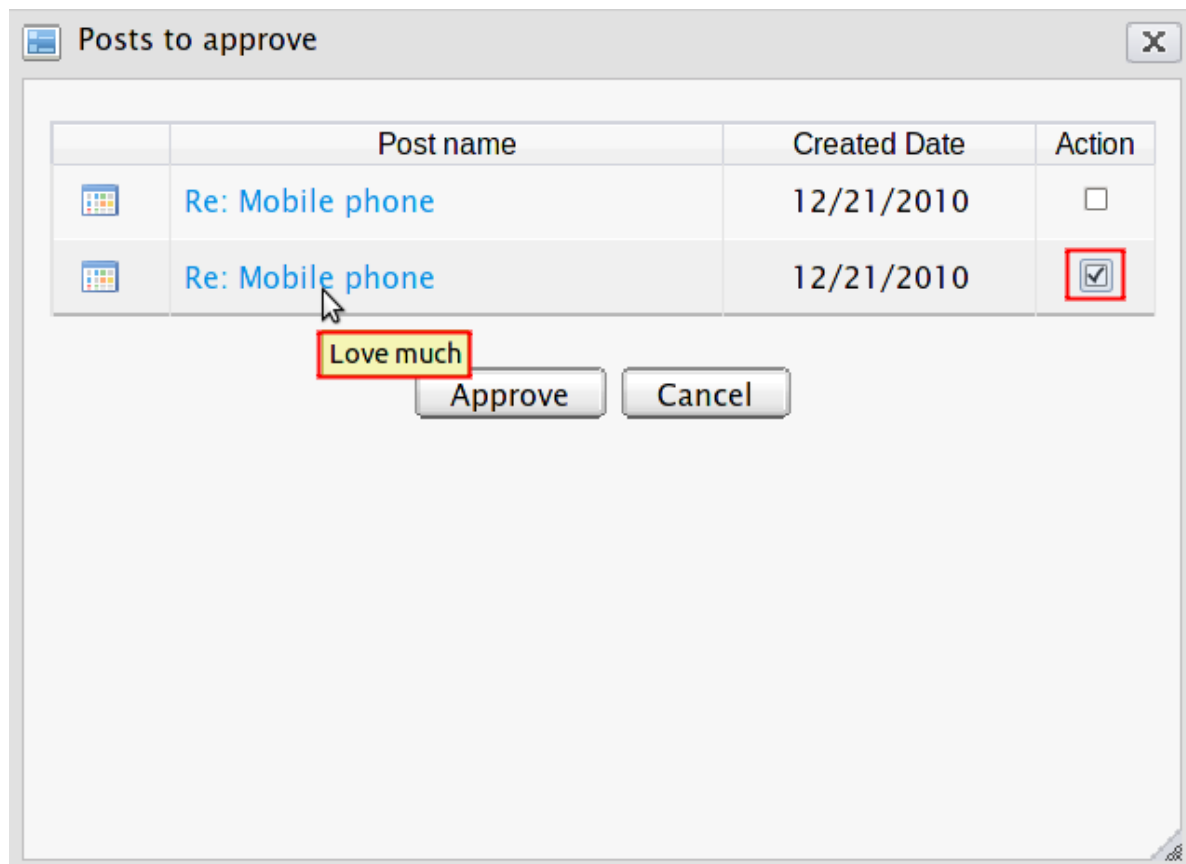 Posts to approve
Post name Created Date Action
Re: Mobile phone 12/21/2010
Re: Mobile phone 12/21/2010
Love much
Approve Cancel